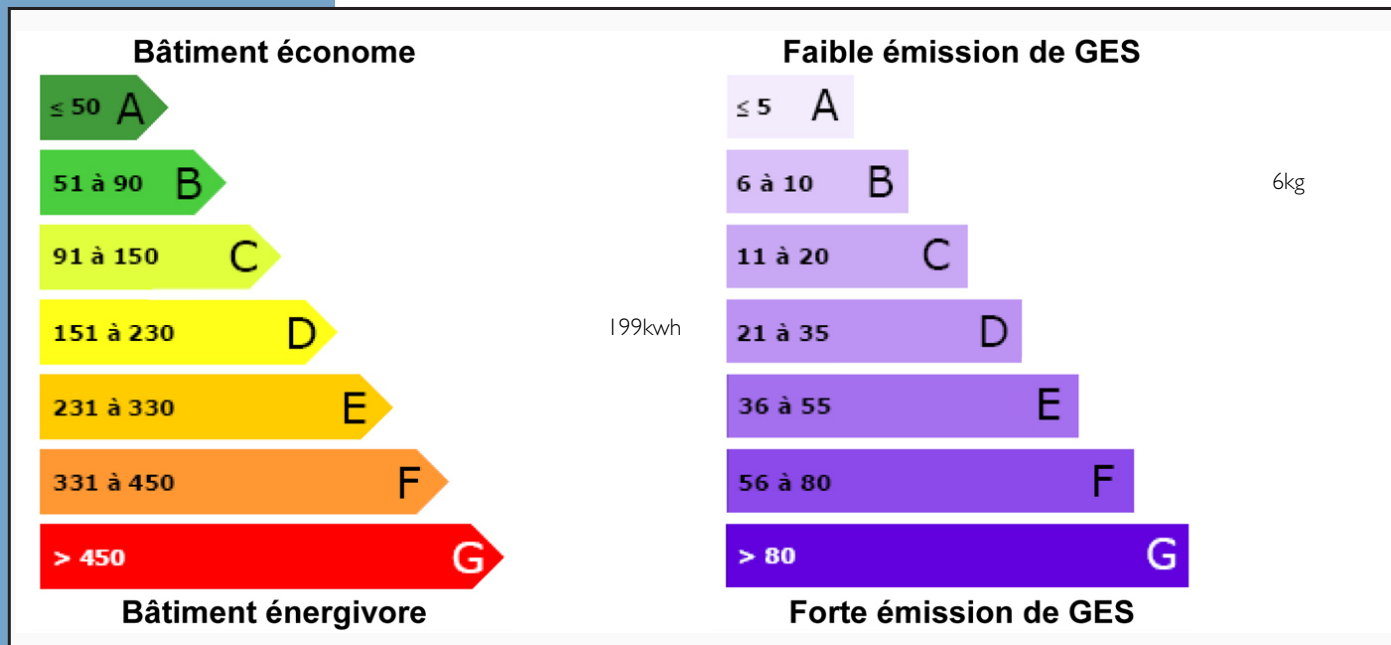 Bâtiment économe
≤ 50 A
51 à 90 B
91 à 150 C
151 à 230 D
199kwh
231 à 330 E
331 à 450 F
> 450 G
Bâtiment énergivore
Faible émission de GES
≤ 5 A
6 à 10 B
6kg
11 à 20 C
21 à 35 D
36 à 55 E
56 à 80 F
> 80 G
Forte émission de GES